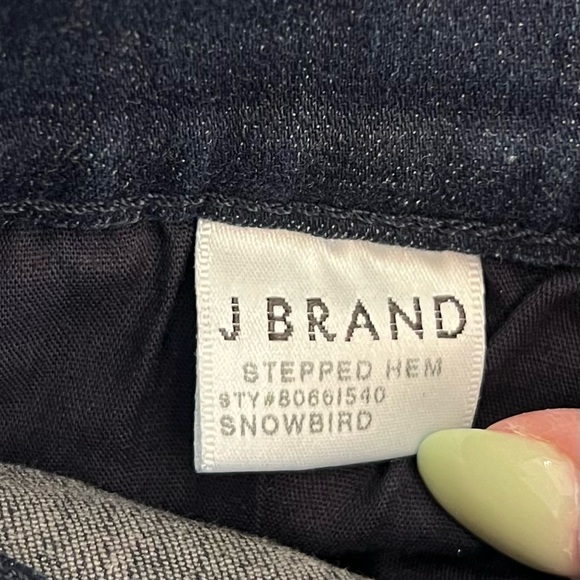 J BRAND
STEPPED HEM
STY#80661540
SNOWBIRD